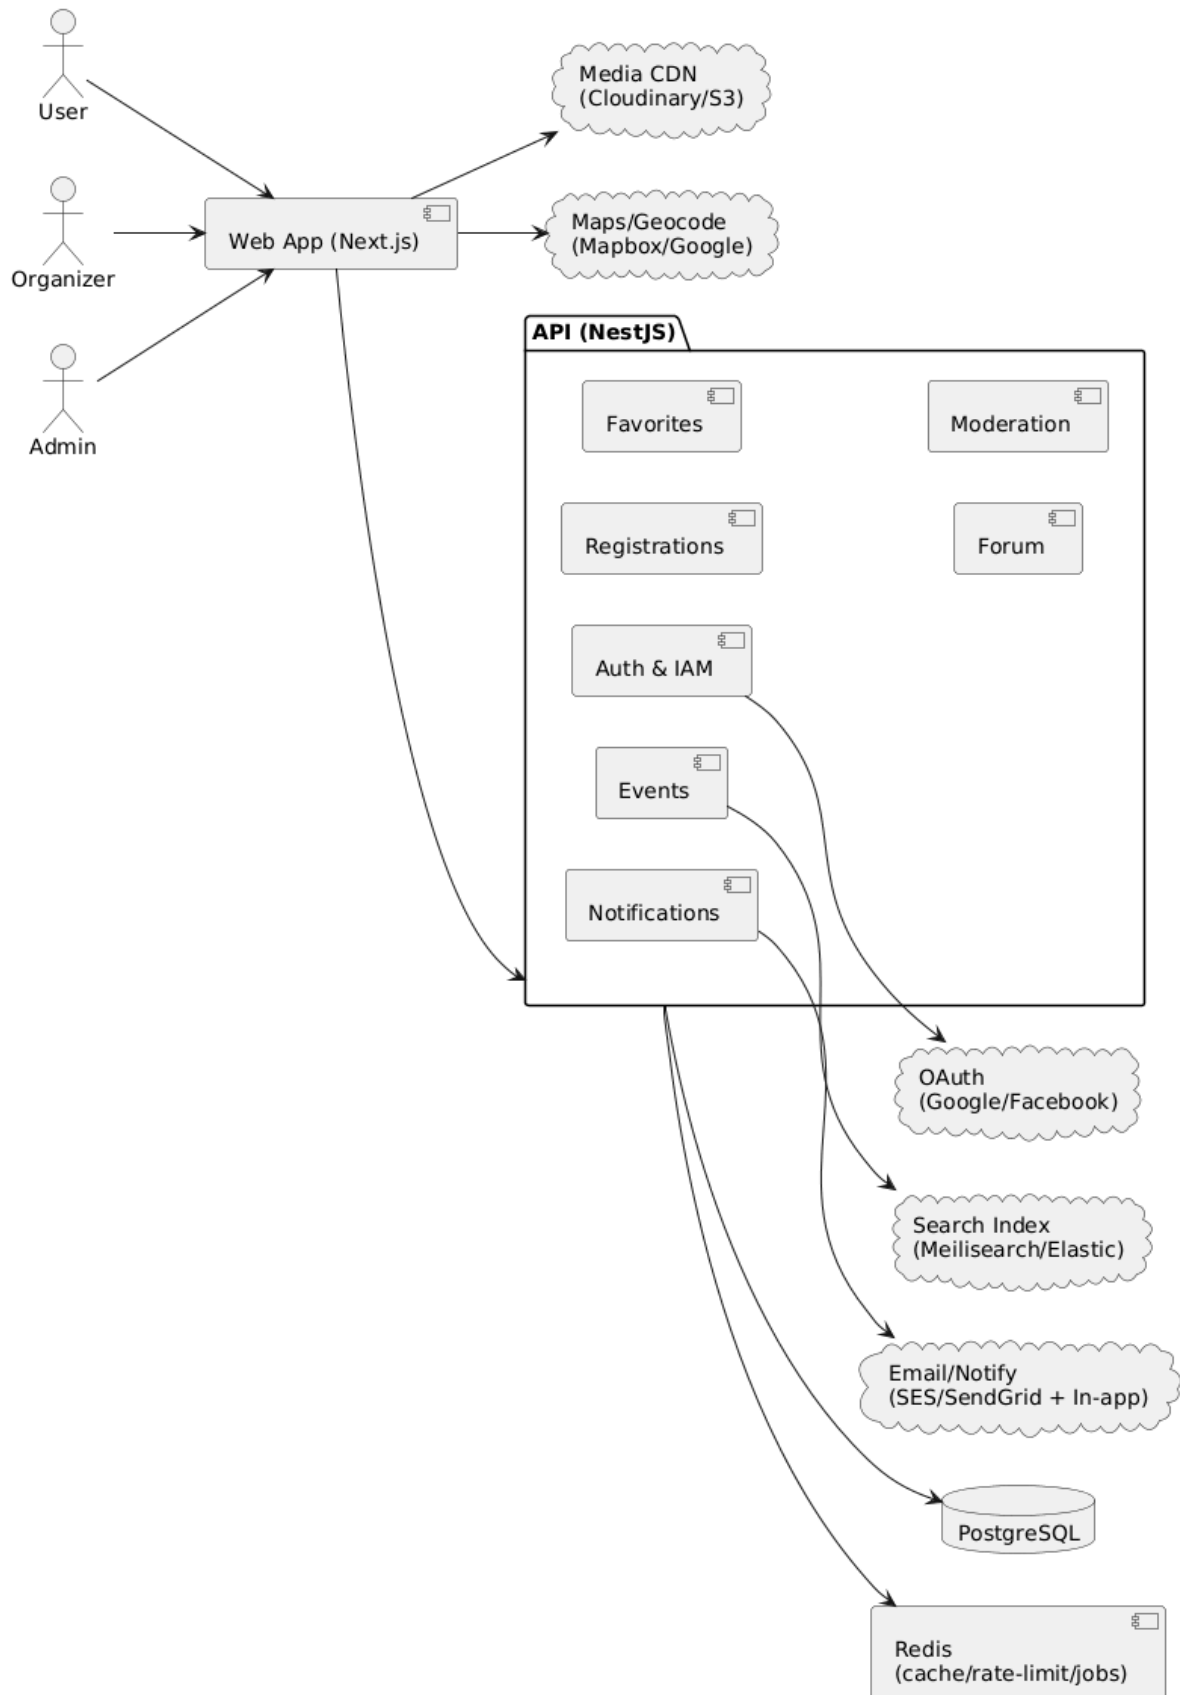 User
Organizer
Admin
Web App (Next.js)
Media CDN
(Cloudinary/S3)
Maps/Geocode
(Mapbox/Google)
API (NestJS)
Favorites
Moderation
Registrations
Forum
Auth & IAM
Events
Notifications
OAuth
(Google/Facebook)
Search Index
(Meilisearch/Elastic)
Email/Notify
(SES/SendGrid + In-app)
PostgreSQL
Redis
(cache/rate-limit/jobs)